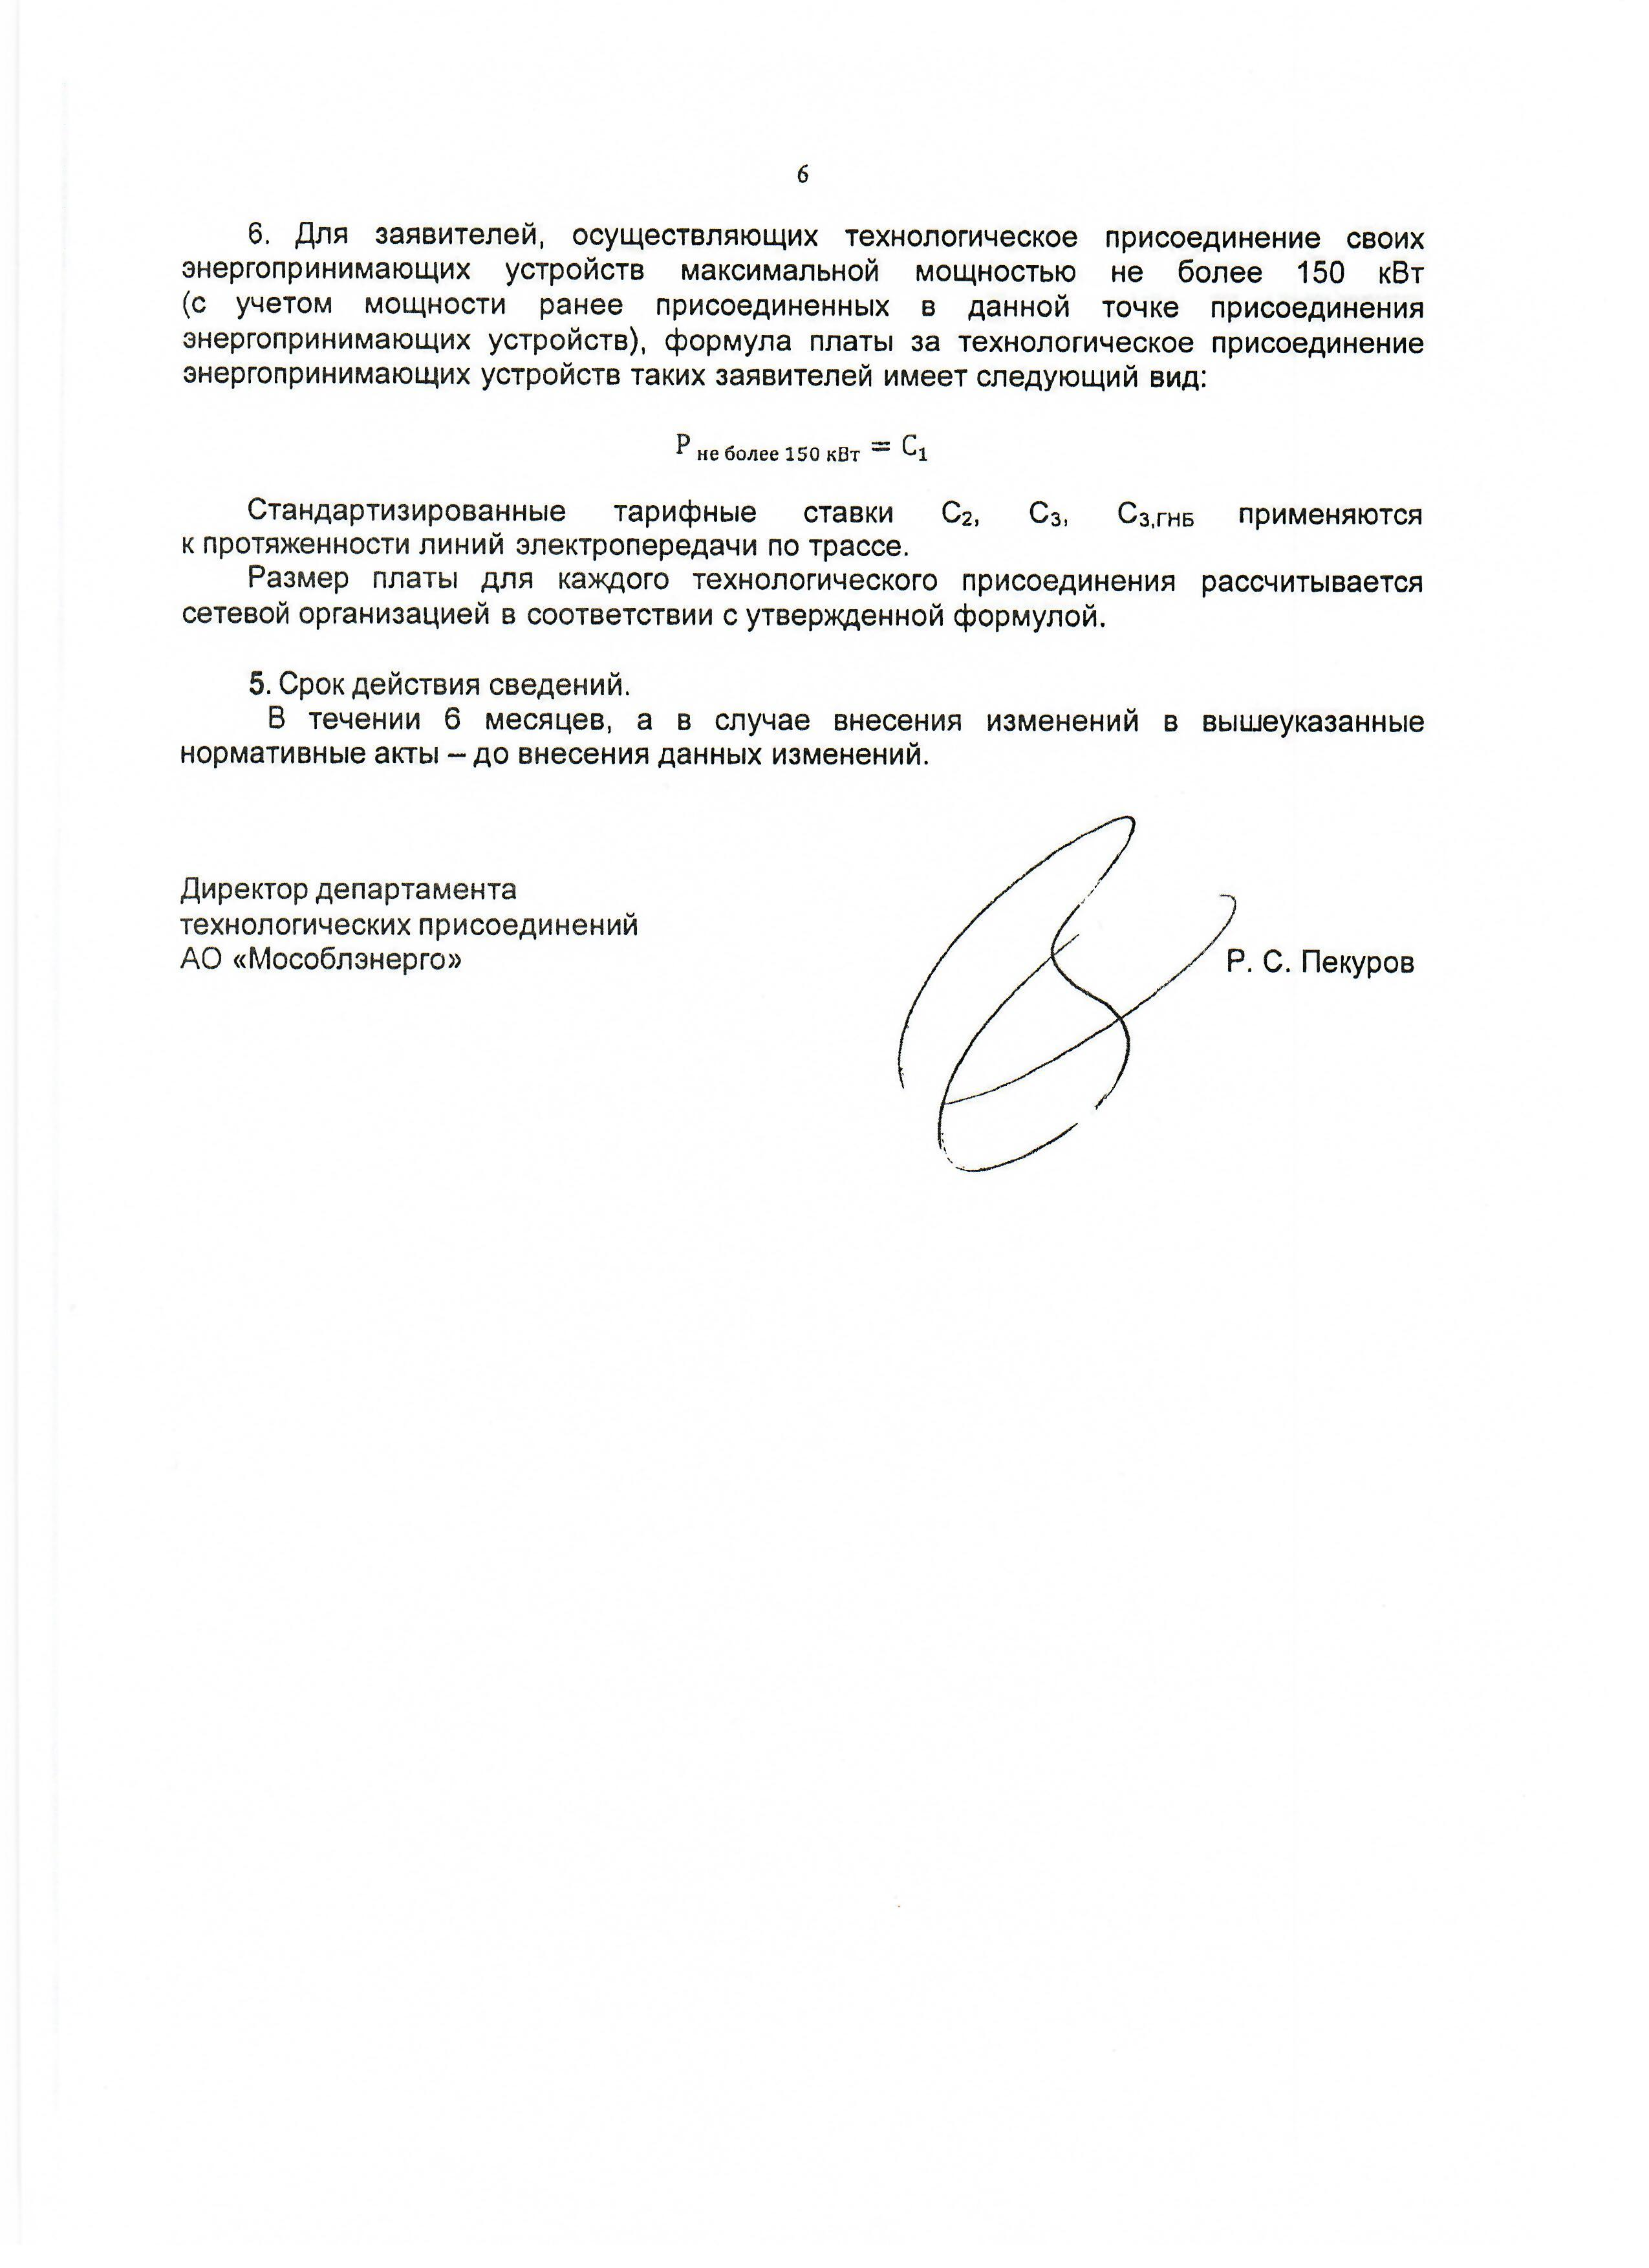 6
6. Для заявителей, осуществляющих технологическое присоединение своих
энергопринимающих устройств максимальной мощностью не более 150 кВт
(с учетом мощности ранее присоединенных в данной точке присоединения
энергопринимающих устройств), формула платы за технологическое присоединение
энергопринимающих устройств таких заявителей имеет следующий вид:
P не более 150 кВт = C₁
Стандартизированные тарифные ставки С₂, С₃, С₃,ГНБ применяются
к протяженности линий электропередачи по трассе.
Размер платы для каждого технологического присоединения рассчитывается
сетевой организацией в соответствии с утвержденной формулой.
5. Срок действия сведений.
В течении 6 месяцев, а в случае внесения изменений в вышеуказанные
нормативные акты – до внесения данных изменений.
Директор департамента
технологических присоединений
АО «Мособлэнерго» Р. С. Пекуров